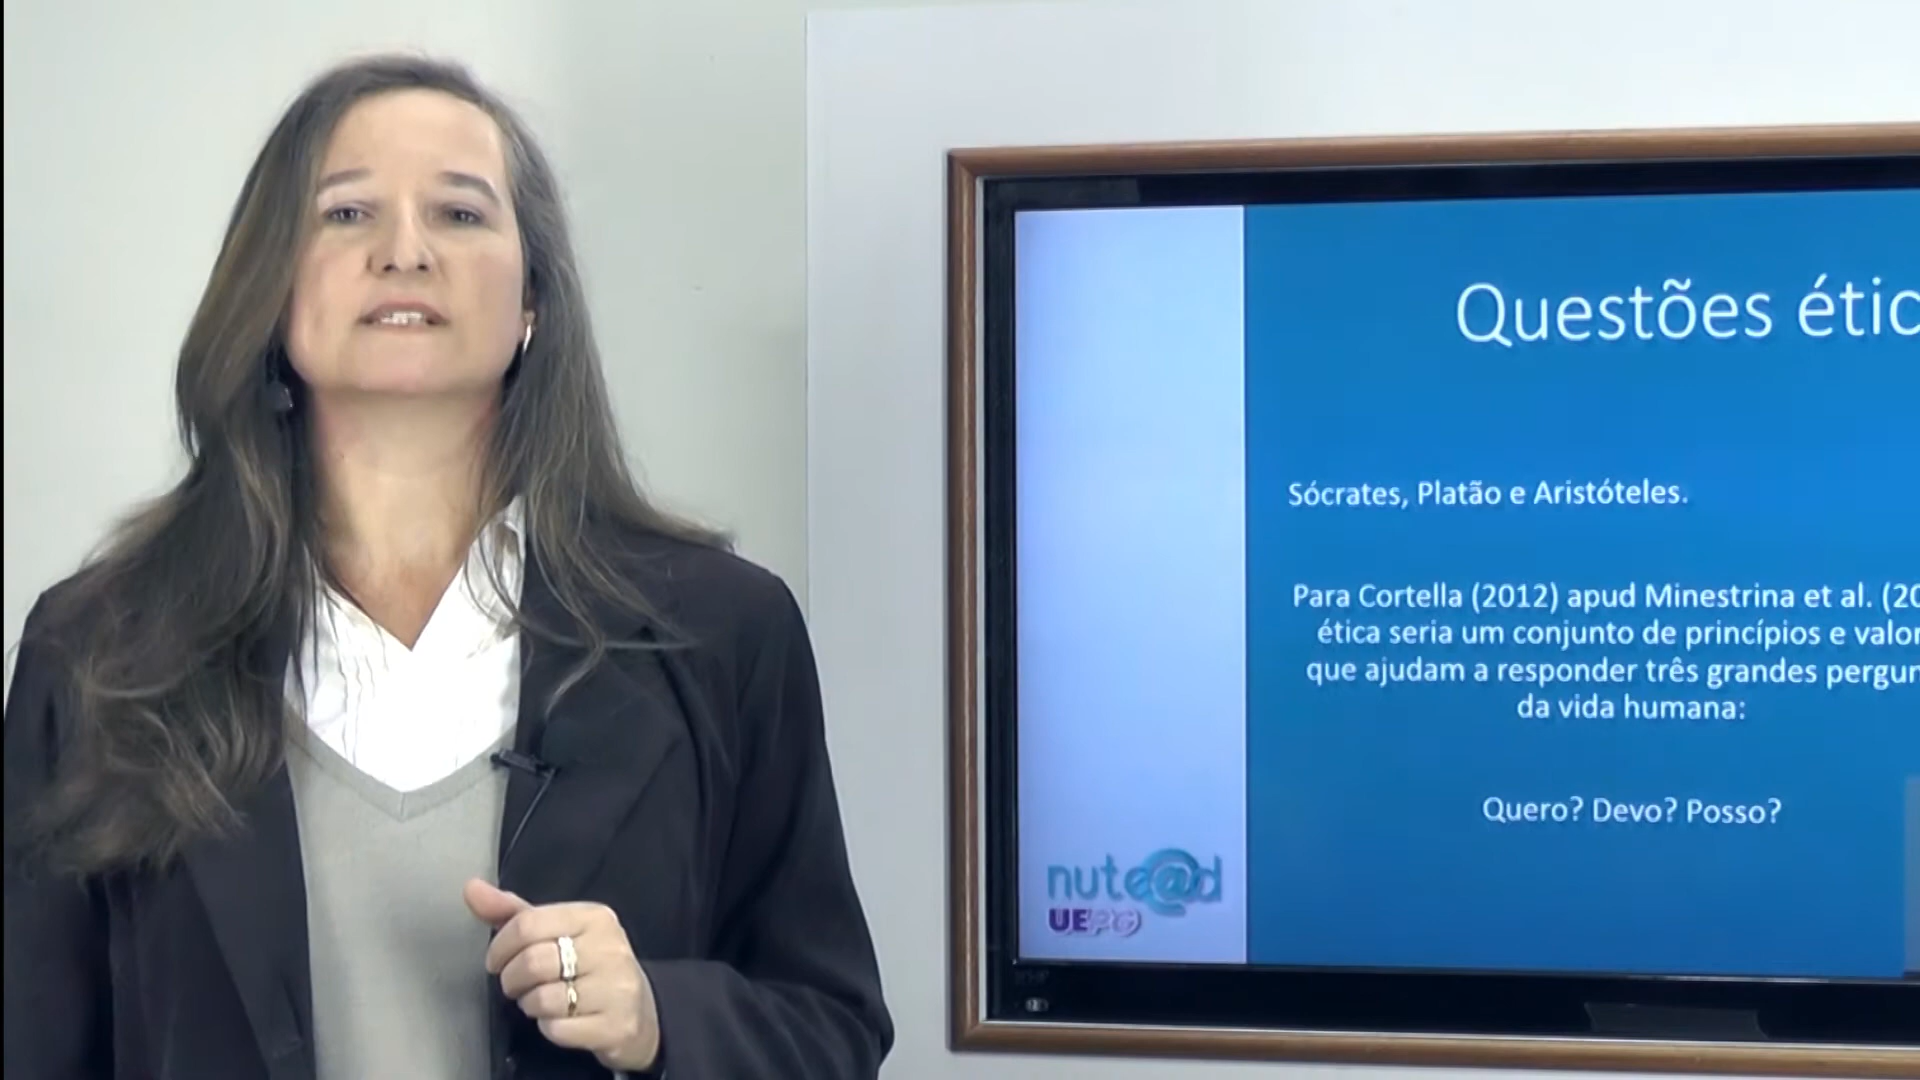 Questões étic
Sócrates, Platão e Aristóteles.
Para Cortella (2012) apud Minestrina et al. (20
ética seria um conjunto de princípios e valor
que ajudam a responder três grandes pergun
da vida humana:
Quero? Devo? Posso?
nute@d
UEPG